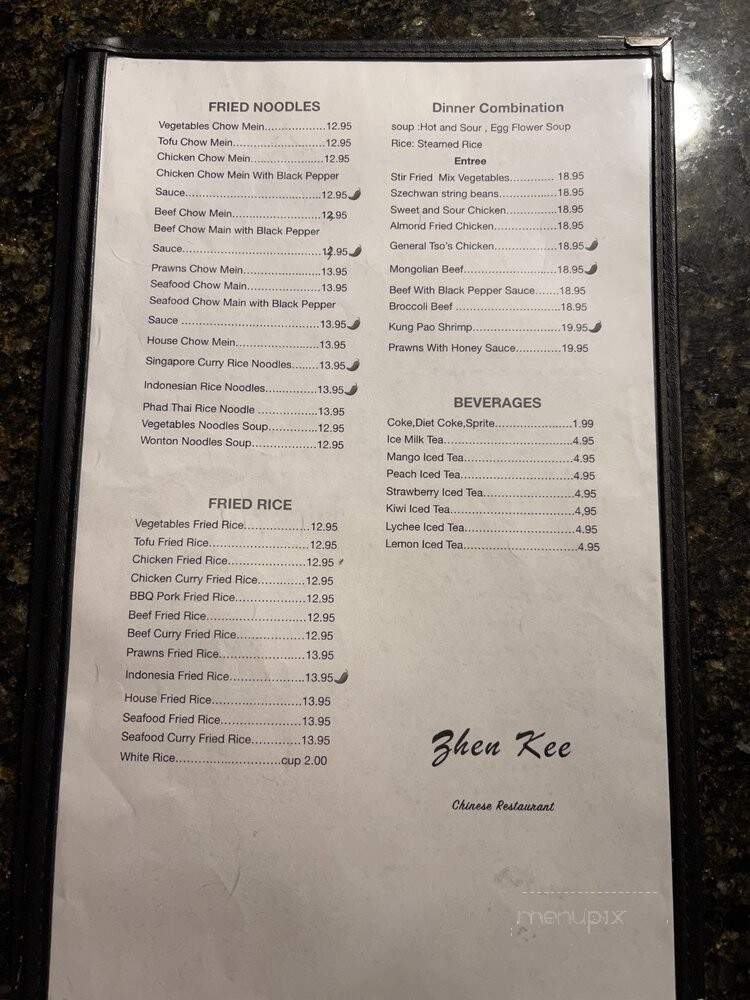 FRIED NOODLES
Vegetables Chow Mein..................12.95
Tofu Chow Mein...........................12.95
Chicken Chow Mein......................12.95
Chicken Chow Mein With Black Pepper
Sauce.........................................12.95
Beef Chow Mein...........................12.95
Beef Chow Main with Black Pepper
Sauce.........................................12.95
Prawns Chow Mein.......................13.95
Seafood Chow Main......................13.95
Seafood Chow Main with Black Pepper
Sauce .........................................13.95
House Chow Mein.........................13.95
Singapore Curry Rice Noodles........13.95
Indonesian Rice Noodles...............13.95
Phad Thai Rice Noodle ..................13.95
Vegetables Noodles Soup...............12.95
Wonton Noodles Soup...................12.95
FRIED RICE
Vegetables Fried Rice...................12.95
Tofu Fried Rice.............................12.95
Chicken Fried Rice.......................12.95
Chicken Curry Fried Rice..............12.95
BBQ Pork Fried Rice.....................12.95
Beef Fried Rice.............................12.95
Beef Curry Fried Rice....................12.95
Prawns Fried Rice.........................13.95
Indonesia Fried Rice......................13.95
House Fried Rice...........................13.95
Seafood Fried Rice........................13.95
Seafood Curry Fried Rice...............13.95
White Rice...............................cup 2.00
Dinner Combination
soup :Hot and Sour , Egg Flower Soup
Rice: Steamed Rice
Entree
Stir Fried Mix Vegetables............. 18.95
Szechwan string beans.................18.95
Sweet and Sour Chicken...............18.95
Almond Fried Chicken..................18.95
General Tso's Chicken..................18.95
Mongolian Beef...........................18.95
Beef With Black Pepper Sauce.......18.95
Broccoli Beef ..............................18.95
Kung Pao Shrimp.........................19.95
Prawns With Honey Sauce.............19.95
BEVERAGES
Coke,Diet Coke,Sprite......................1.99
Ice Milk Tea.....................................4.95
Mango Iced Tea...............................4.95
Peach Iced Tea................................4.95
Strawberry Iced Tea.........................4.95
Kiwi Iced Tea...................................4.95
Lychee Iced Tea...............................4.95
Lemon Iced Tea................................4.95
Zhen Kee
Chinese Restaurant
menupix